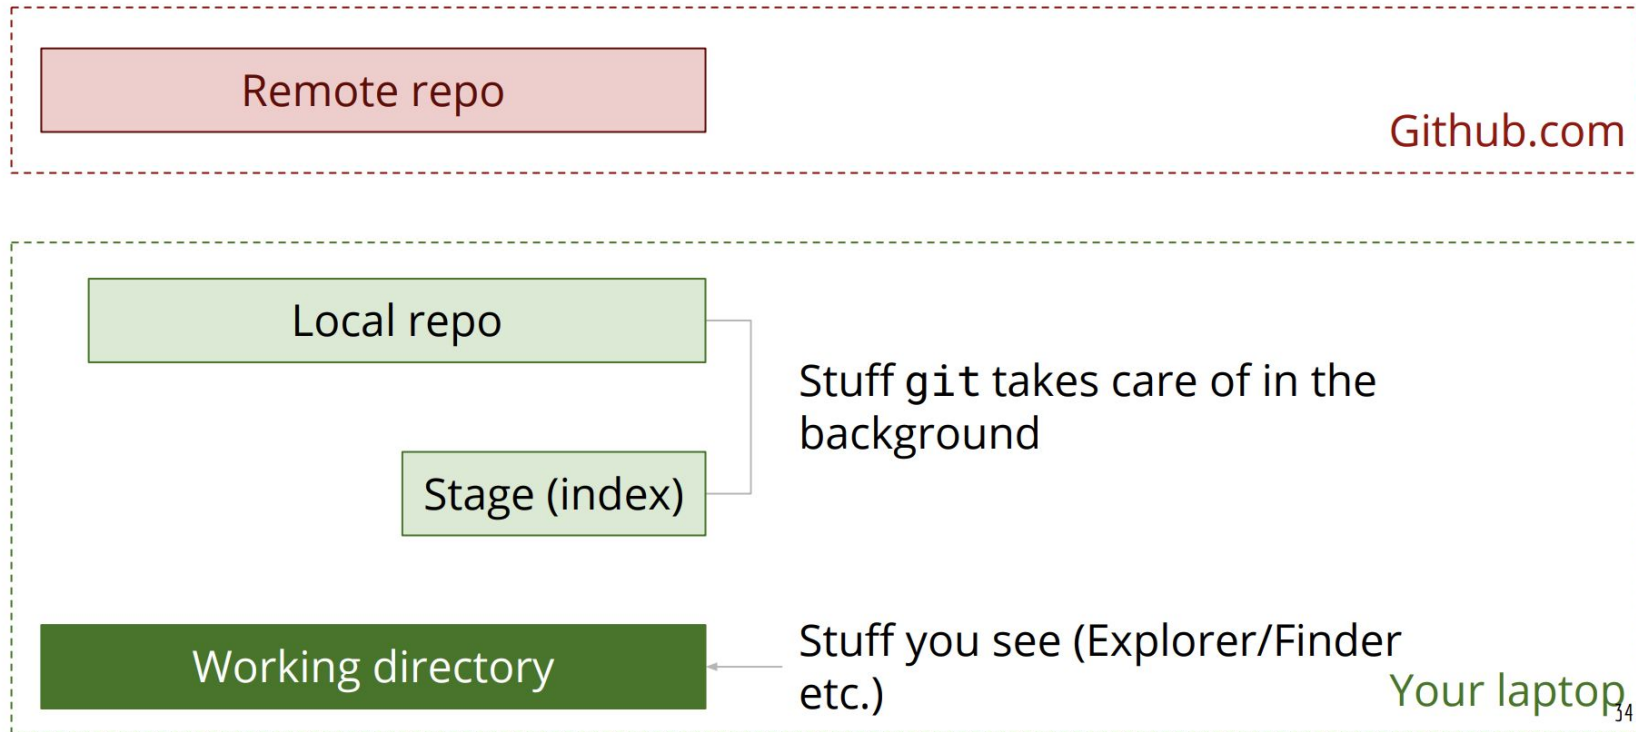 Remote repo
Github.com
Local repo
Stuff git takes care of in the
background
Stage (index)
Working directory
Stuff you see (Explorer/Finder
etc.)
Your laptop
34